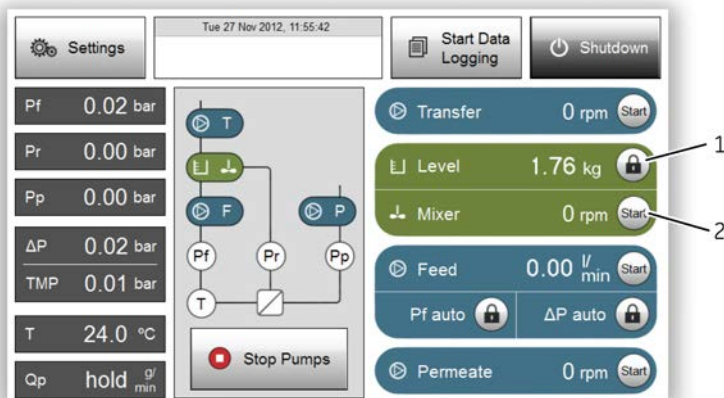 Tue 27 Nov 2012, 11:55:42
Settings
Start Data
Logging
Shutdown
Pf 0.02 bar
Pr 0.00 bar
Pp 0.00 bar
ΔP 0.02 bar
TMP 0.01 bar
T 24.0 °C
Qp hold g/min
T
F
P
Pf
Pr
Pp
T
Stop Pumps
Transfer 0 rpm Start
Level 1.76 kg
Mixer 0 rpm Start
Feed 0.00 l/min Start
Pf auto
ΔP auto
Permeate 0 rpm Start
1
2